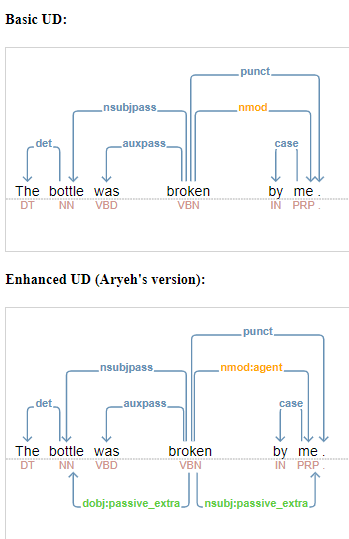 Basic UD:
punct
nsubjpass nmod
det auxpass case
The bottle was broken by me .
DT NN VBD VBN IN PRP .
Enhanced UD (Aryeh's version):
punct
nsubjpass nmod:agent
det auxpass case
The bottle was broken by me .
DT NN VBD VBN IN PRP .
dobj:passive_extra nsubj:passive_extra